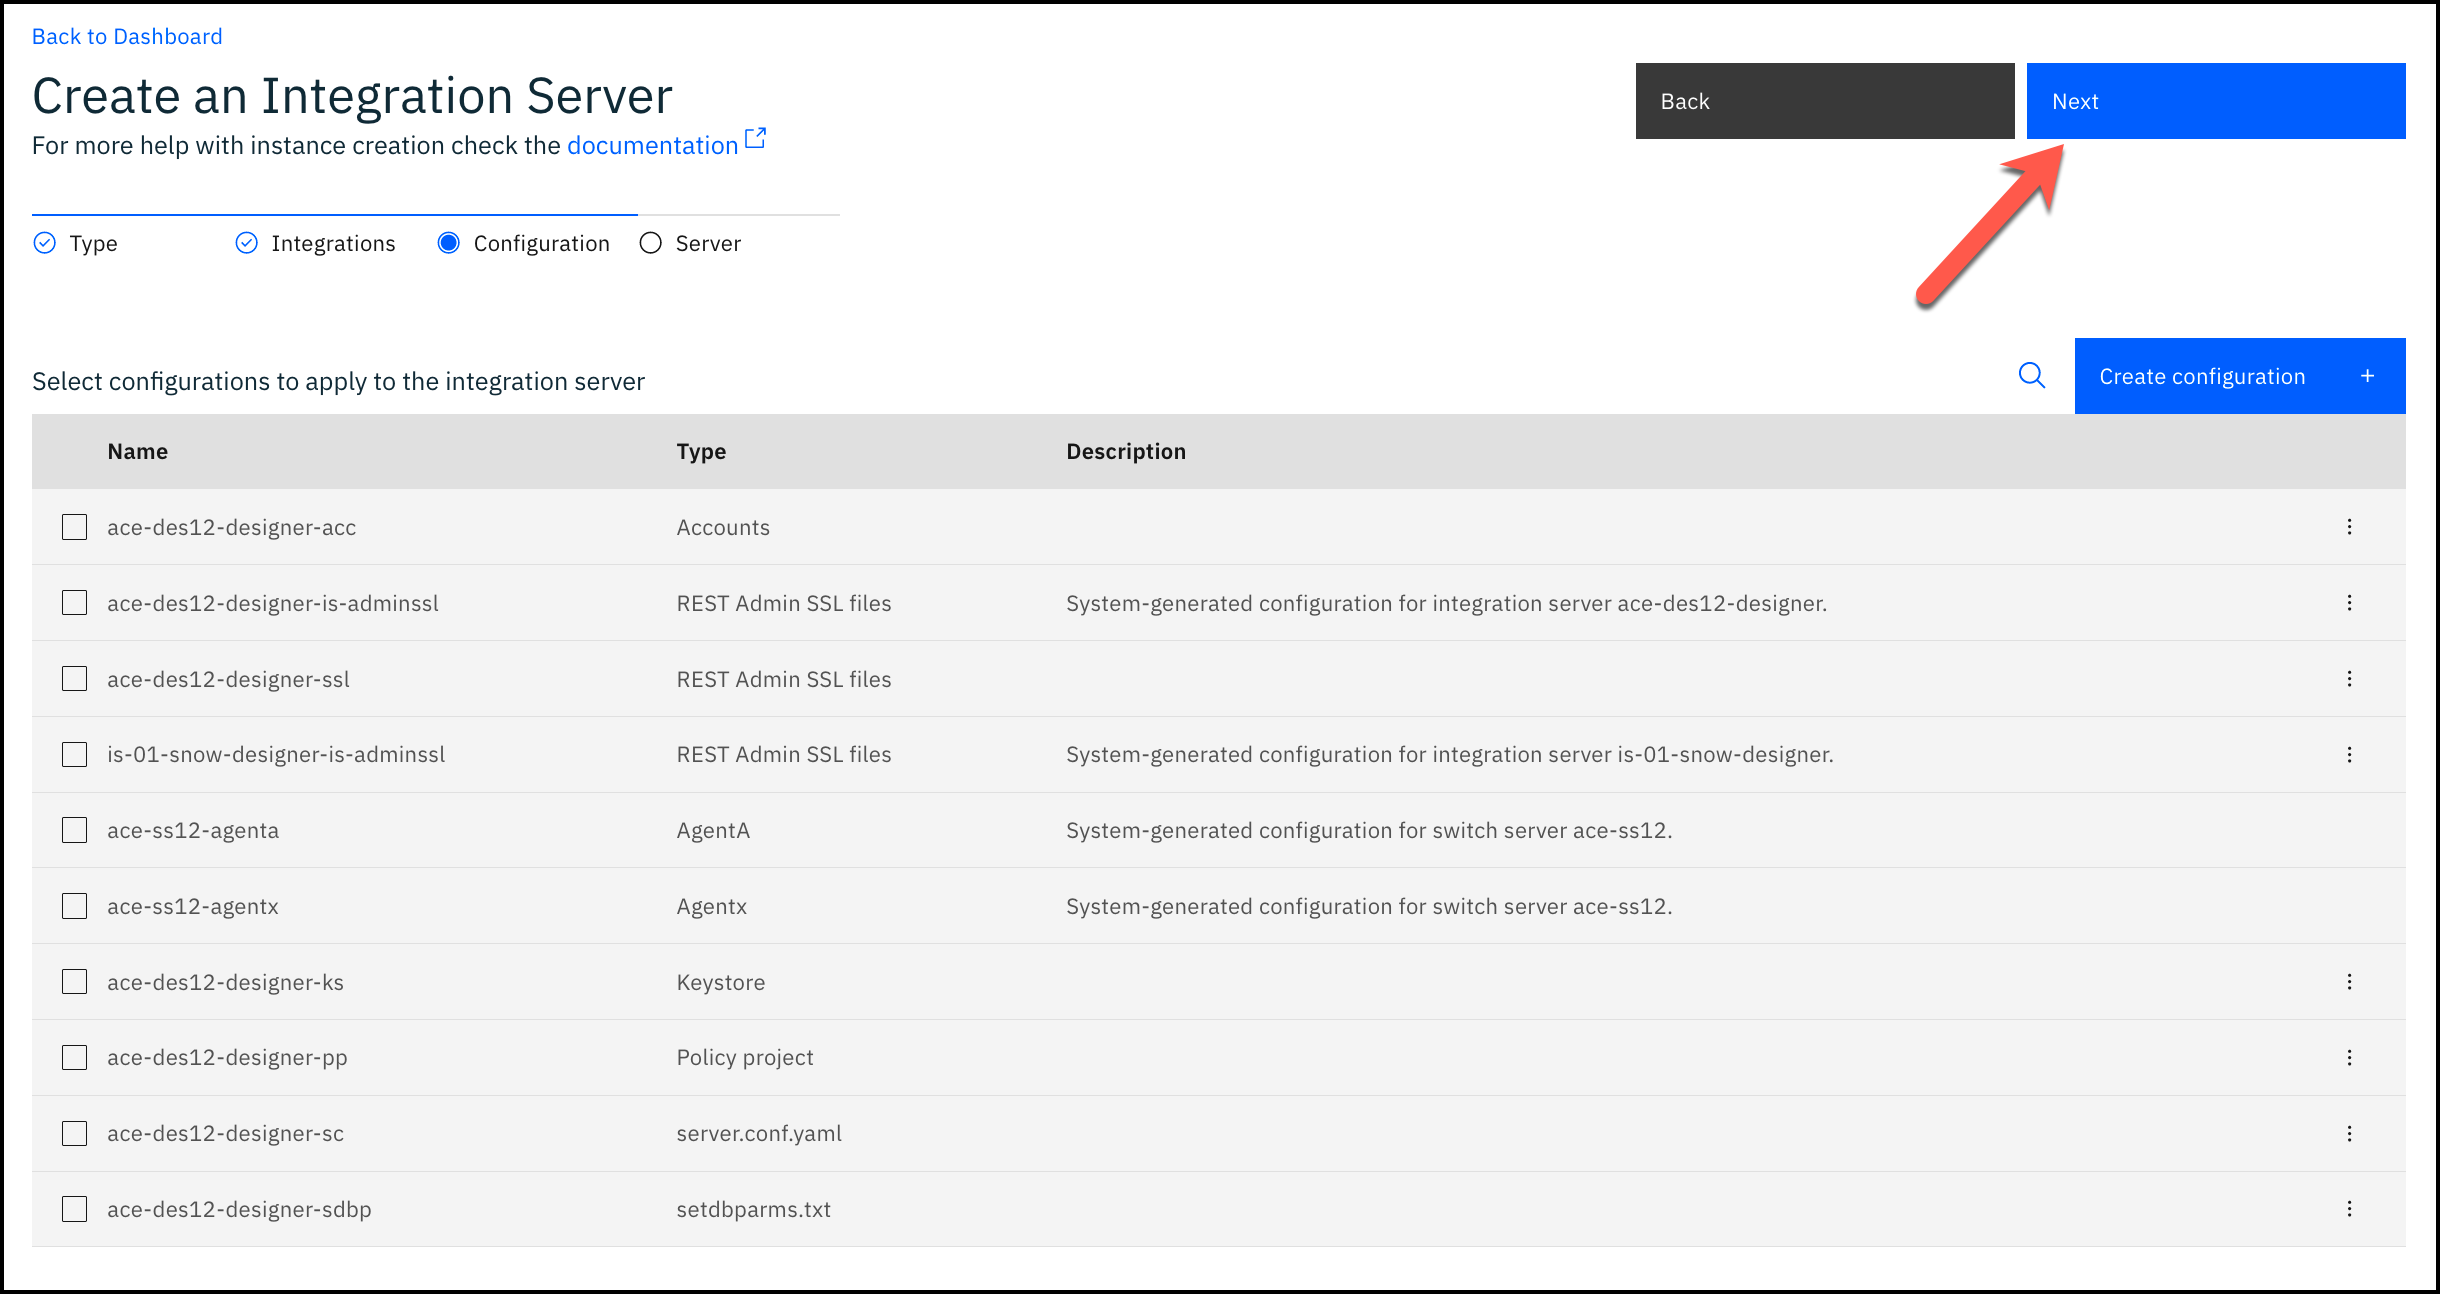 Back to Dashboard
Create an Integration Server
For more help with instance creation check the documentation
Back
Next
Type
Integrations
Configuration
Server
Select configurations to apply to the integration server
Create configuration +
Name Type Description
ace-des12-designer-acc Accounts
ace-des12-designer-is-adminssl REST Admin SSL files System-generated configuration for integration server ace-des12-designer.
ace-des12-designer-ssl REST Admin SSL files
is-01-snow-designer-is-adminssl REST Admin SSL files System-generated configuration for integration server is-01-snow-designer.
ace-ss12-agenta AgentA System-generated configuration for switch server ace-ss12.
ace-ss12-agentx Agentx System-generated configuration for switch server ace-ss12.
ace-des12-designer-ks Keystore
ace-des12-designer-pp Policy project
ace-des12-designer-sc server.conf.yaml
ace-des12-designer-sdbp setdbparms.txt